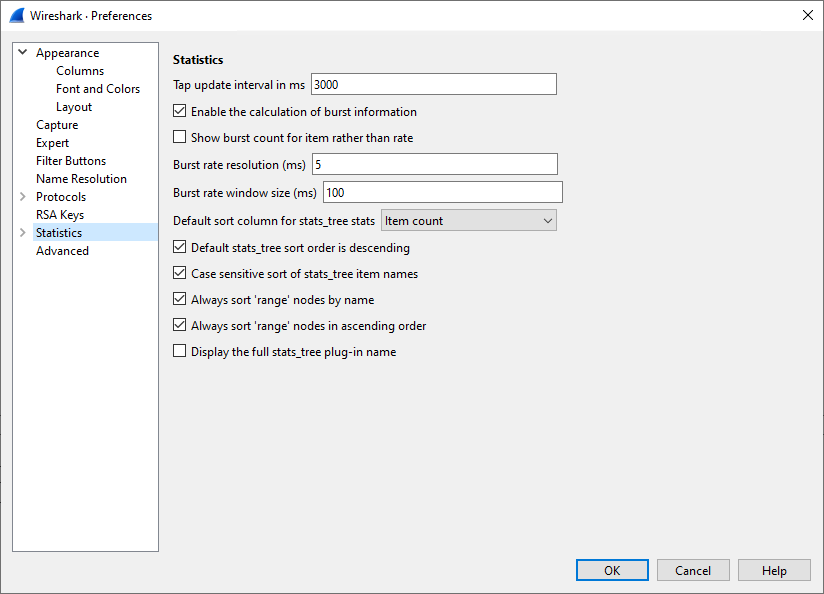 Wireshark · Preferences
Appearance
Columns
Font and Colors
Layout
Capture
Expert
Filter Buttons
Name Resolution
Protocols
RSA Keys
Statistics
Advanced
Statistics
Tap update interval in ms 3000
Enable the calculation of burst information
Show burst count for item rather than rate
Burst rate resolution (ms) 5
Burst rate window size (ms) 100
Default sort column for stats_tree stats Item count
Default stats_tree sort order is descending
Case sensitive sort of stats_tree item names
Always sort 'range' nodes by name
Always sort 'range' nodes in ascending order
Display the full stats_tree plug-in name
OK Cancel Help